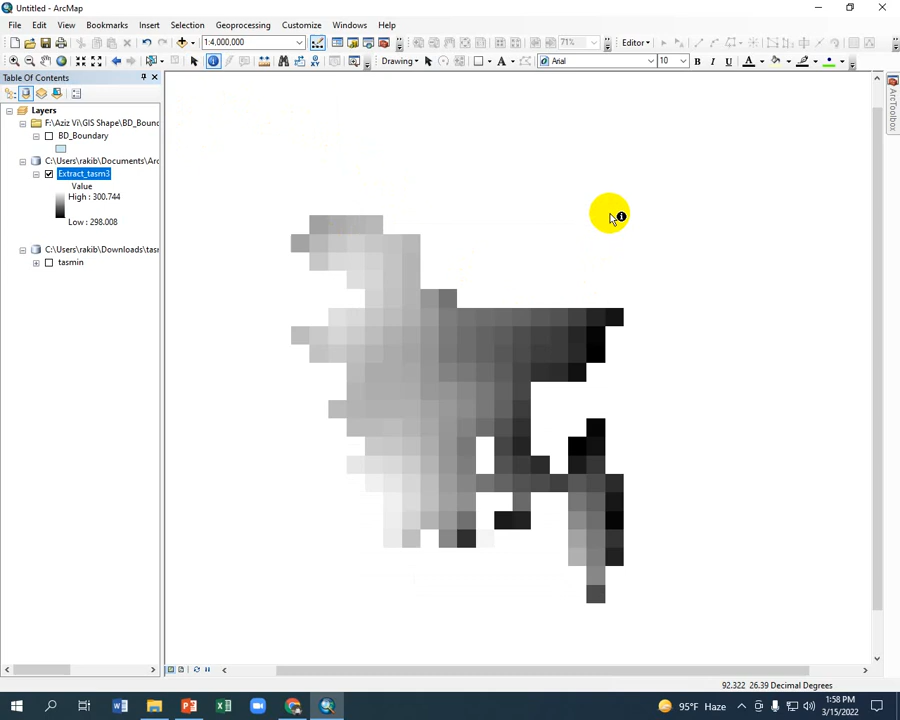 Untitled - ArcMap
File Edit View Bookmarks Insert Selection Geoprocessing Customize Windows Help
1:4,000,000
71%
Editor
Drawing
Arial
10
B I U A
Table Of Contents
Layers
F:\Aziz Vi\GIS Shape\BD_Bound
BD_Boundary
C:\Users\rakib\Documents\Arc
Extract_tasm3
Value
High : 300.744
Low : 298.008
C:\Users\rakib\Downloads\tasm
tasmin
ArcToolbox
92.322 26.39 Decimal Degrees
95°F Haze
1:58 PM
3/15/2022